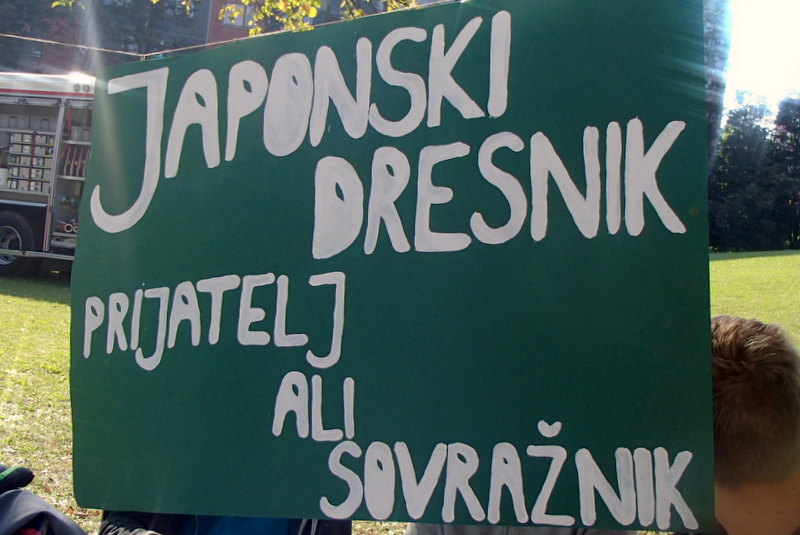 JAPONSKI
DRESNIK
PRIJATELJ
ALI
SOVRAŽNIK